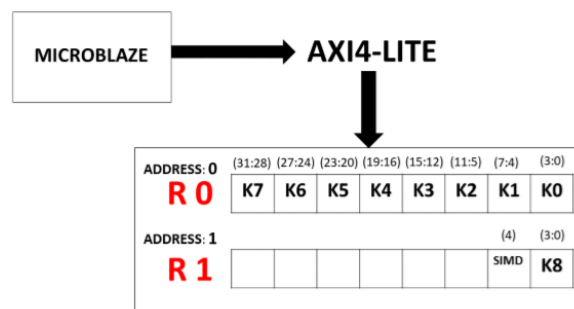 MICROBLAZE
AXI4-LITE
ADDRESS: 0 (31:28) (27:24) (23:20) (19:16) (15:12) (11:5) (7:4) (3:0)
R 0 K7 K6 K5 K4 K3 K2 K1 K0
ADDRESS: 1 (4) (3:0)
R 1 SIMD K8